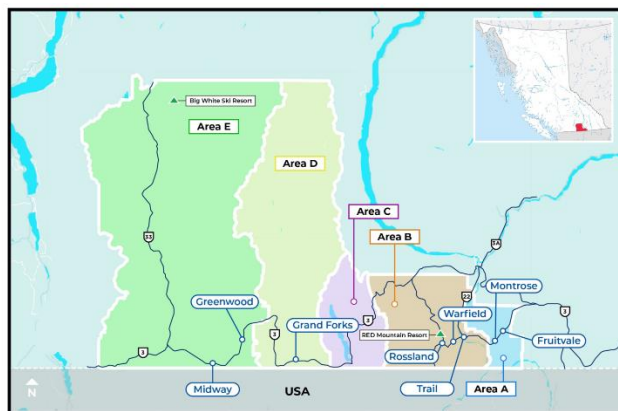 Big White Ski Resort
Area E
Area D
Area C
Area B
33
3A
Montrose
Greenwood
22
Warfield
3
3
Grand Forks
3
RED Mountain Resort
Fruitvale
3
Rossland
Midway
Trail
Area A
N
USA